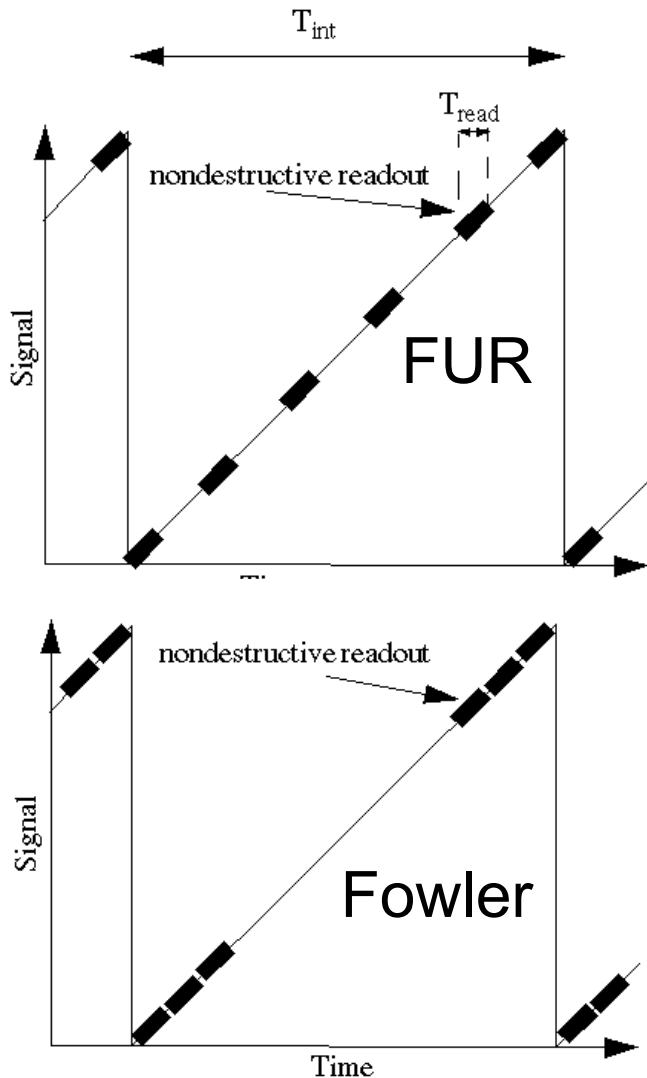 T_int
T_read
nondestructive readout
FUR
Signal
nondestructive readout
Signal
Fowler
Time